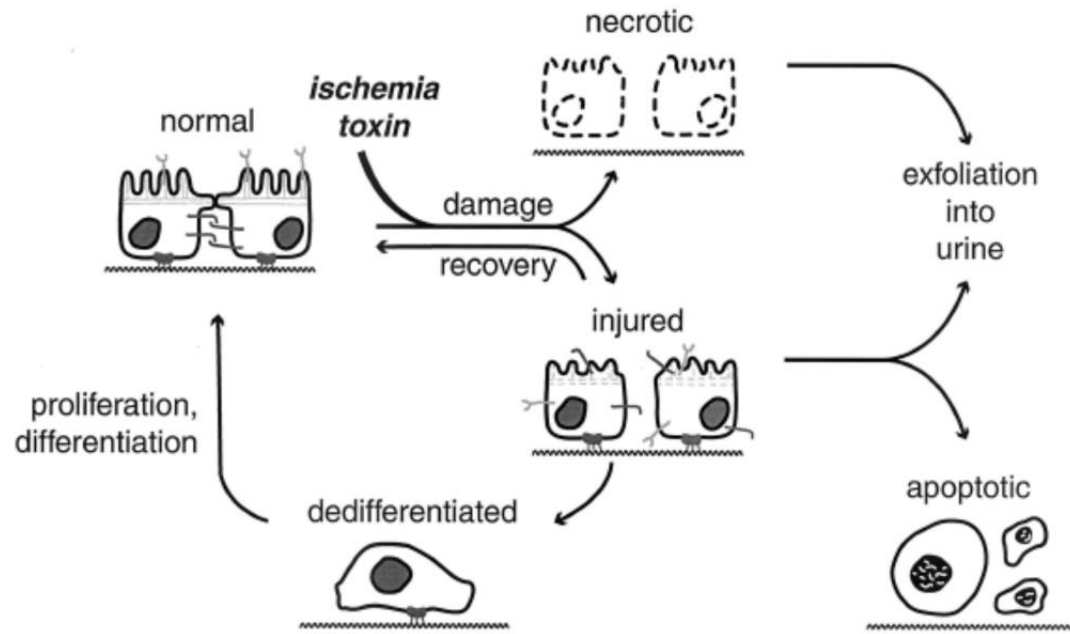 necrotic
ischemia
toxin
normal
damage
recovery
exfoliation
into
urine
injured
proliferation,
differentiation
dedifferentiated
apoptotic